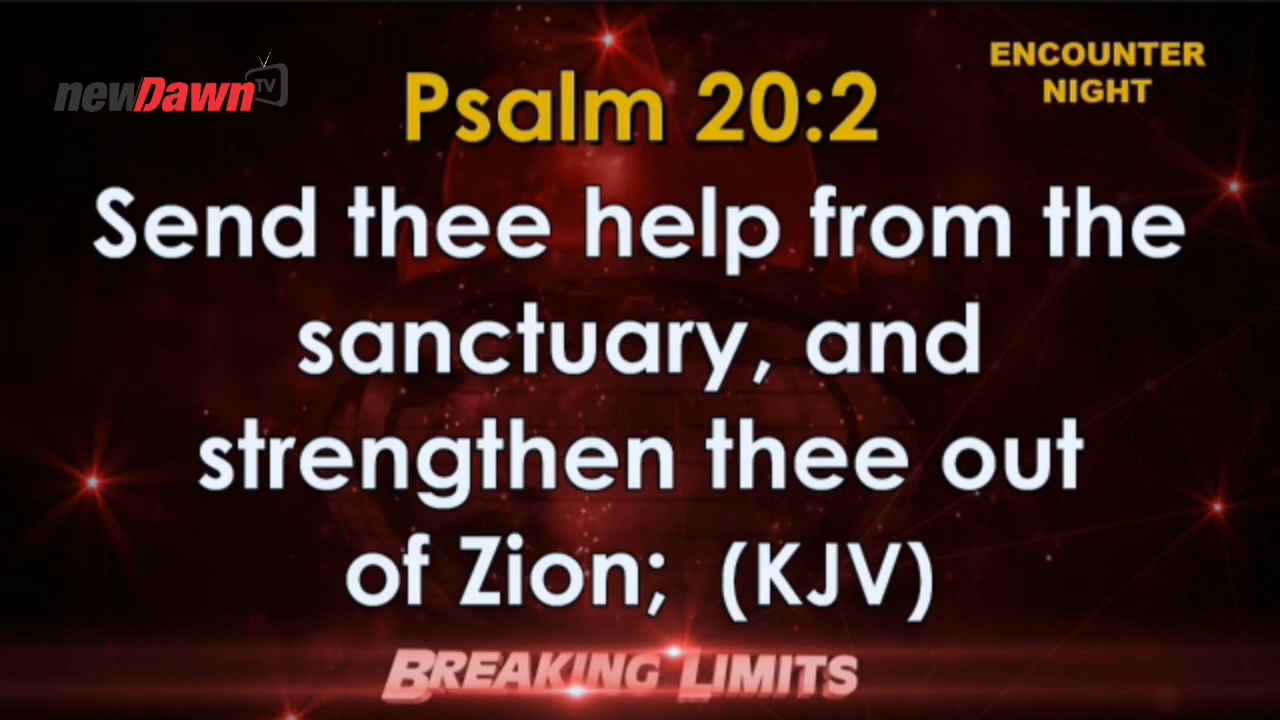 newDawn TV
ENCOUNTER
NIGHT
Psalm 20:2
Send thee help from the
sanctuary, and
strengthen thee out
of Zion; (KJV)
BREAKING LIMITS